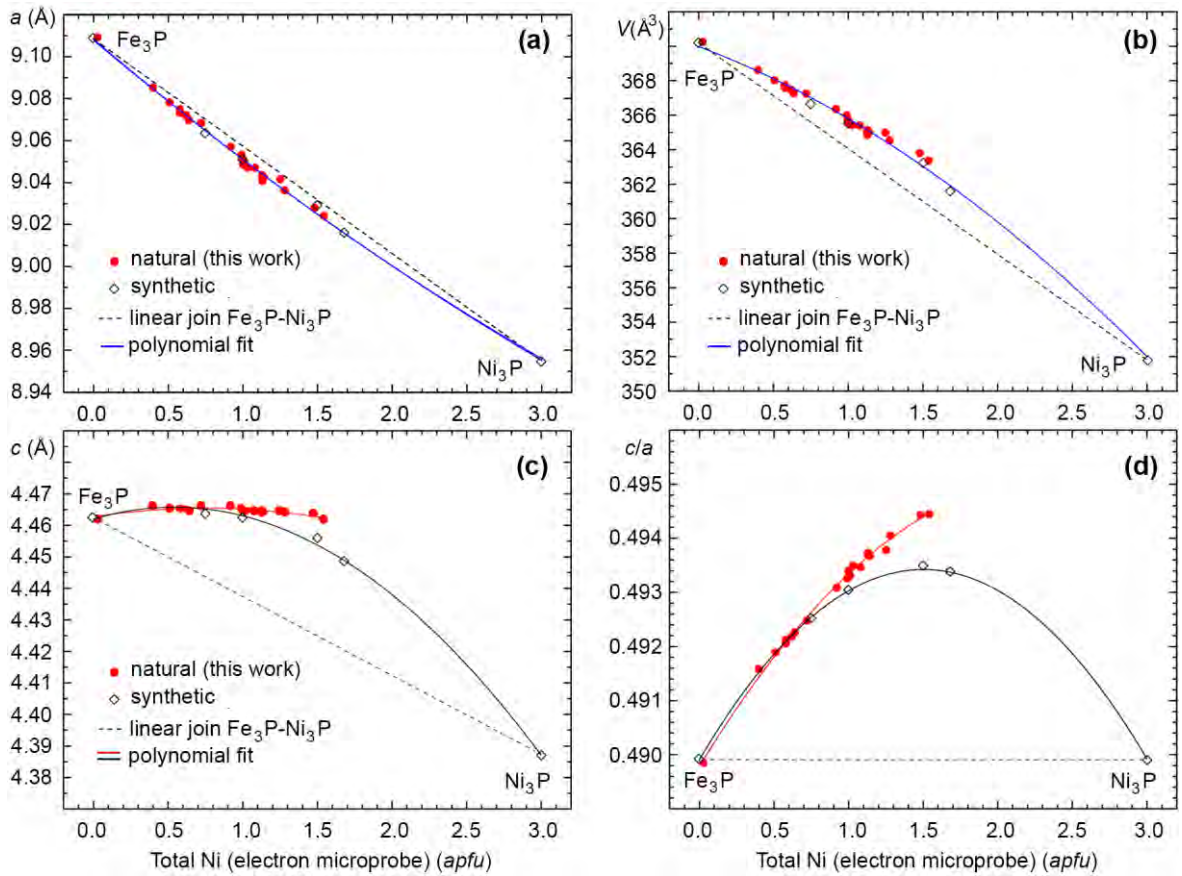 a (Å)
(a)
9.10
9.08
9.06
9.04
9.02
9.00
8.98
8.96
8.94
Fe₃P
natural (this work)
synthetic
linear join Fe₃P-Ni₃P
polynomial fit
Ni₃P
0.0 0.5 1.0 1.5 2.0 2.5 3.0
V(Å³)
(b)
370
368
366
364
362
360
358
356
354
352
350
Fe₃P
natural (this work)
synthetic
linear join Fe₃P-Ni₃P
polynomial fit
Ni₃P
0.0 0.5 1.0 1.5 2.0 2.5 3.0
c (Å)
(c)
4.47
4.46
4.45
4.44
4.43
4.42
4.41
4.40
4.39
4.38
Fe₃P
natural (this work)
synthetic
linear join Fe₃P-Ni₃P
polynomial fit
Ni₃P
0.0 0.5 1.0 1.5 2.0 2.5 3.0
Total Ni (electron microprobe) (apfu)
c/a
(d)
0.495
0.494
0.493
0.492
0.491
0.490
Fe₃P
Ni₃P
0.0 0.5 1.0 1.5 2.0 2.5 3.0
Total Ni (electron microprobe) (apfu)